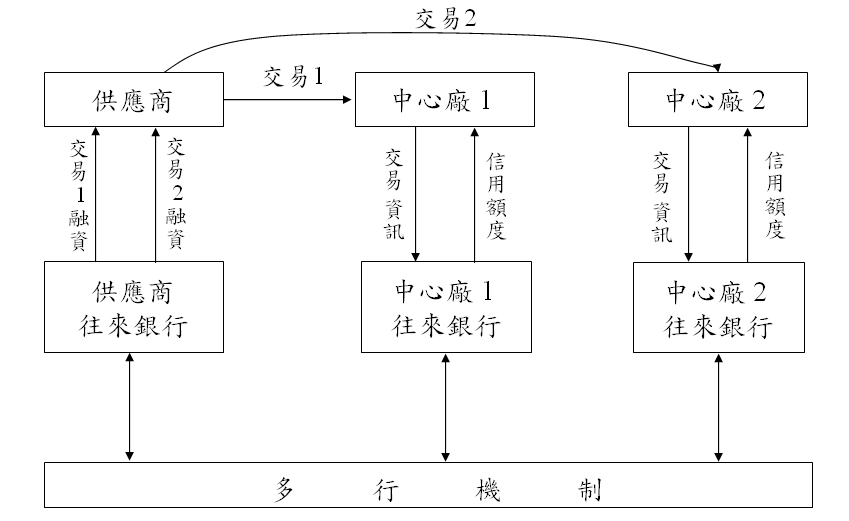 交易2
交易1
供應商
中心廠 1
中心廠 2
交易1融資
交易2融資
交易資訊
信用額度
交易資訊
信用額度
供應商
往來銀行
中心廠 1
往來銀行
中心廠 2
往來銀行
多行機制